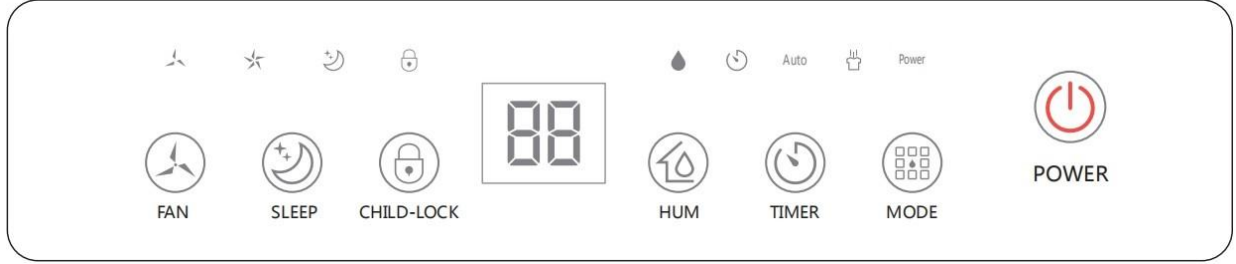 Auto Power
88
POWER
FAN SLEEP CHILD-LOCK HUM TIMER MODE